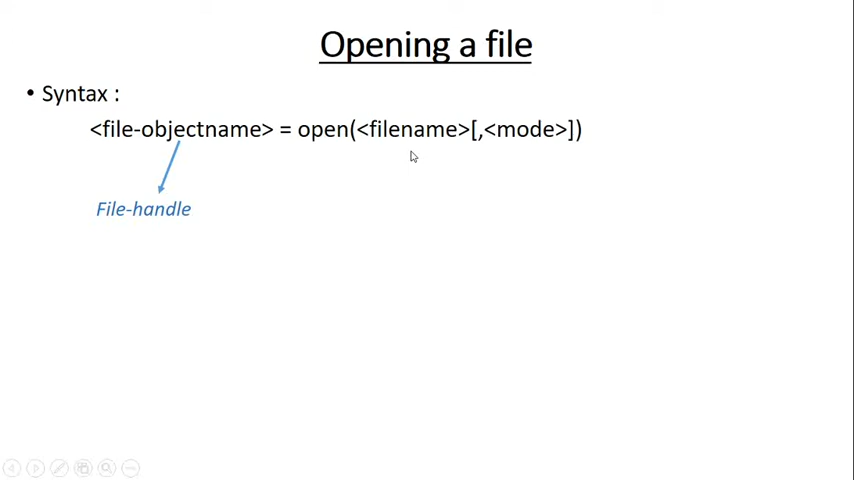 Opening a file
• Syntax :
<file-objectname> = open(<filename>[,<mode>])
File-handle